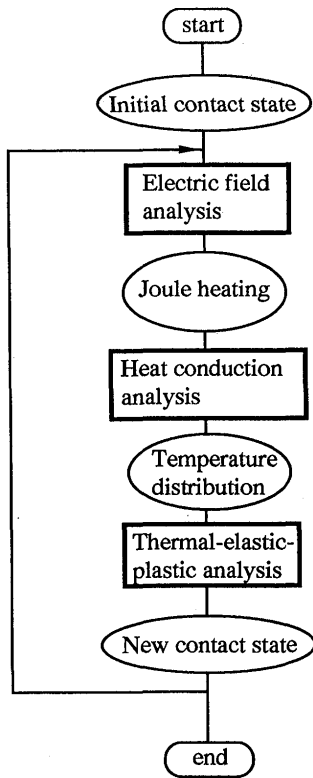 start
Initial contact state
Electric field
analysis
Joule heating
Heat conduction
analysis
Temperature
distribution
Thermal-elastic-
plastic analysis
New contact state
end